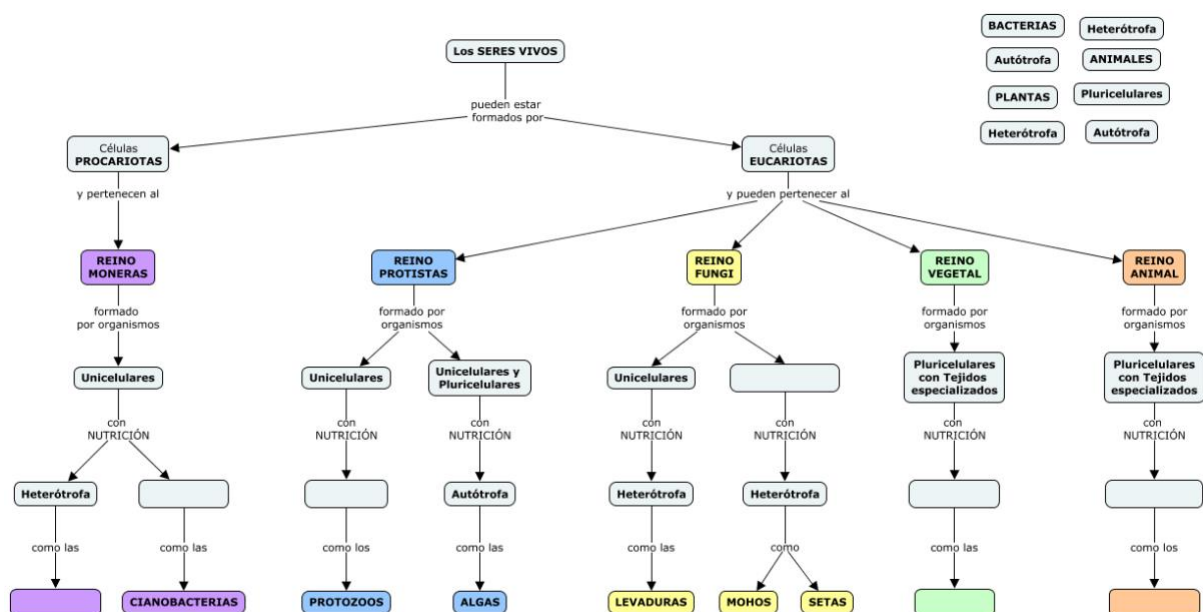 BACTERIAS
Heterótrofa
Autótrofa
ANIMALES
PLANTAS
Pluricelulares
Heterótrofa
Autótrofa
Los SERES VIVOS
pueden estar
formados por
Células
PROCARIOTAS
Células
EUCARIOTAS
y pertenecen al
y pueden pertenecer al
REINO
MONERAS
REINO
PROTISTAS
REINO
FUNGI
REINO
VEGETAL
REINO
ANIMAL
formado
por organismos
formado por
organismos
formado por
organismos
formado por
organismos
formado por
organismos
Unicelulares
Unicelulares
Unicelulares y
Pluricelulares
Unicelulares
Pluricelulares
con Tejidos
especializados
Pluricelulares
con Tejidos
especializados
con
NUTRICIÓN
con
NUTRICIÓN
con
NUTRICIÓN
con
NUTRICIÓN
con
NUTRICIÓN
con
NUTRICIÓN
con
NUTRICIÓN
Heterótrofa
Autótrofa
Heterótrofa
Heterótrofa
como las
como las
como los
como las
como las
como
como las
como los
CIANOBACTERIAS
PROTOZOOS
ALGAS
LEVADURAS
MOHOS
SETAS